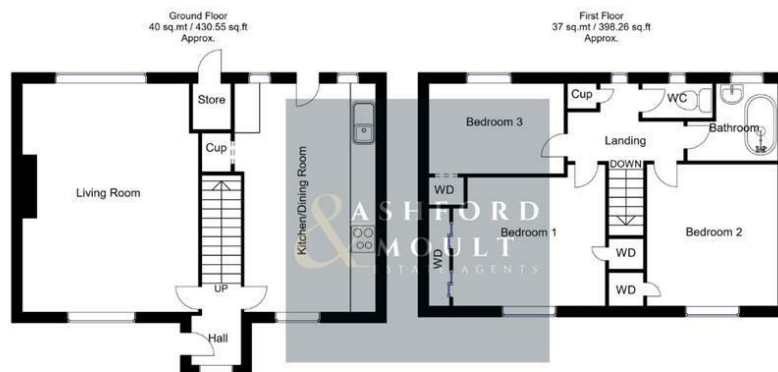 Ground Floor
40 sq.mt / 430.55 sq.ft
Approx.
First Floor
37 sq.mt / 398.26 sq.ft
Approx.
Store
Cup
Living Room
Kitchen/Dining Room
UP
Hall
Cup
WC
Bedroom 3
Landing
Bathroom
DOWN
WD
Bedroom 1
WD
WD
Bedroom 2
WD
& ASHFORD
MOULT
ESTATE AGENTS